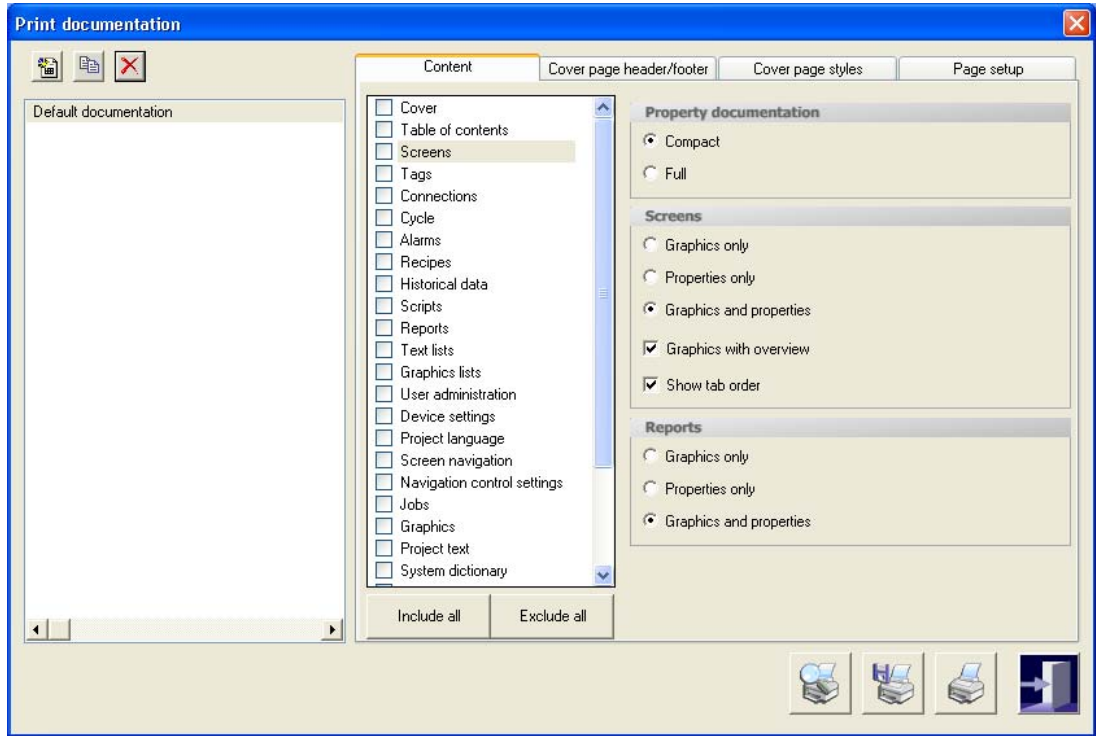 Print documentation
Content
Cover page header/footer
Cover page styles
Page setup
Default documentation
Cover
Table of contents
Screens
Tags
Connections
Cycle
Alarms
Recipes
Historical data
Scripts
Reports
Text lists
Graphics lists
User administration
Device settings
Project language
Screen navigation
Navigation control settings
Jobs
Graphics
Project text
System dictionary
Include all
Exclude all
Property documentation
Compact
Full
Screens
Graphics only
Properties only
Graphics and properties
Graphics with overview
Show tab order
Reports
Graphics only
Properties only
Graphics and properties